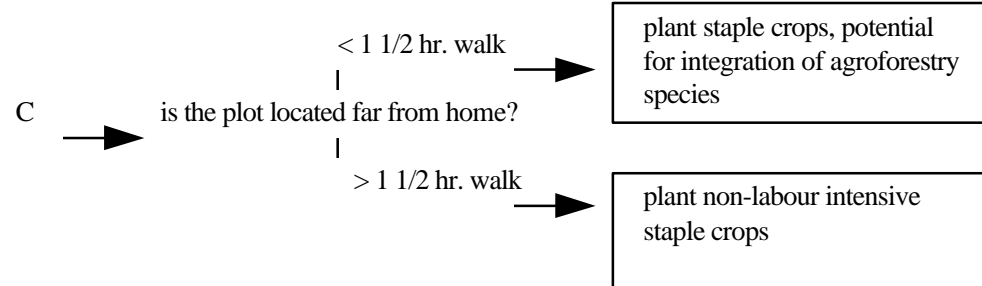 < 1 1/2 hr. walk
plant staple crops, potential
for integration of agroforestry
species
C
is the plot located far from home?
> 1 1/2 hr. walk
plant non-labour intensive
staple crops